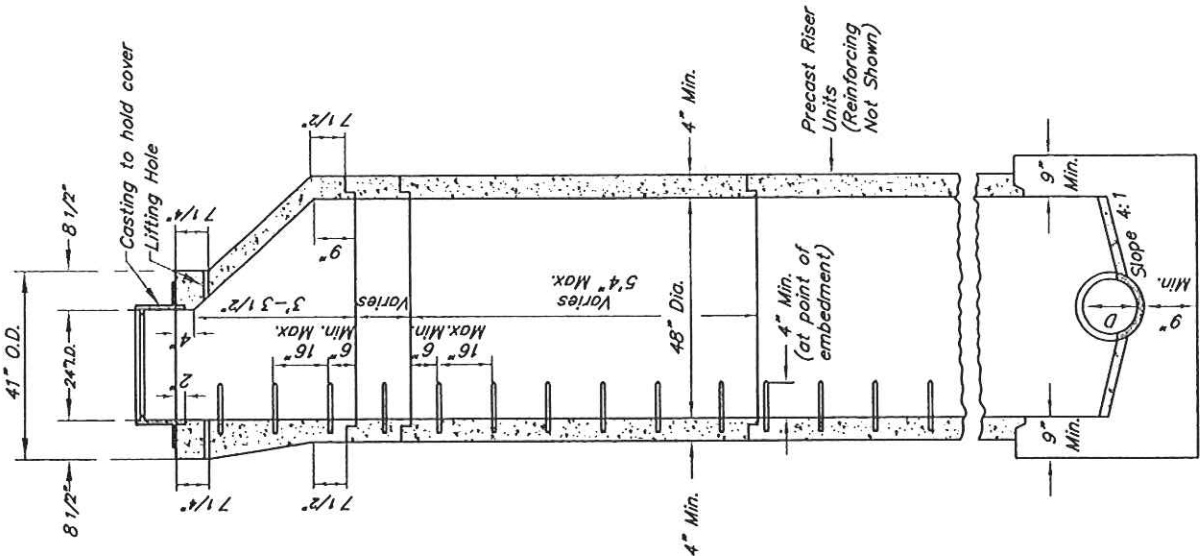 41" O.D.
8 1/2"
8 1/2"
24" I.D.
Casting to hold cover
Lifting Hole
7 1/4"
7 1/4"
2"
4"
3'-3 1/2"
16" Max.
6" Min.
7 1/2"
7 1/2"
9"
Varies
6" Min.
16" Max.
Varies
5'4" Max.
4" Min.
4" Min.
48" Dia.
4" Min.
(at point of
embedment)
Precast Riser
Units
(Reinforcing
Not Shown)
9"
Min.
9"
Min.
D
Slope 4:1
9"
Min.